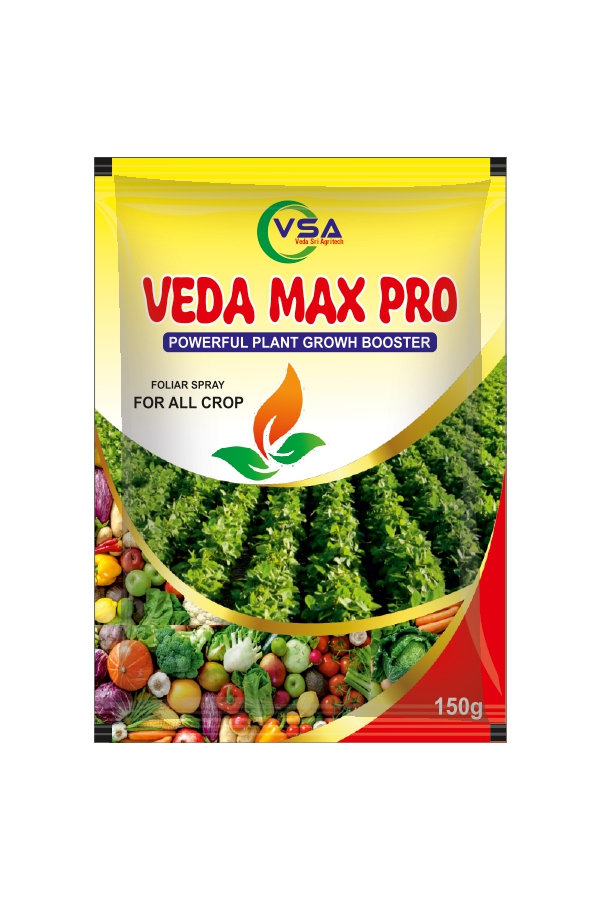 VSA
Veda Sri Agritech
VEDA MAX PRO
POWERFUL PLANT GROWH BOOSTER
FOLIAR SPRAY
FOR ALL CROP
150g